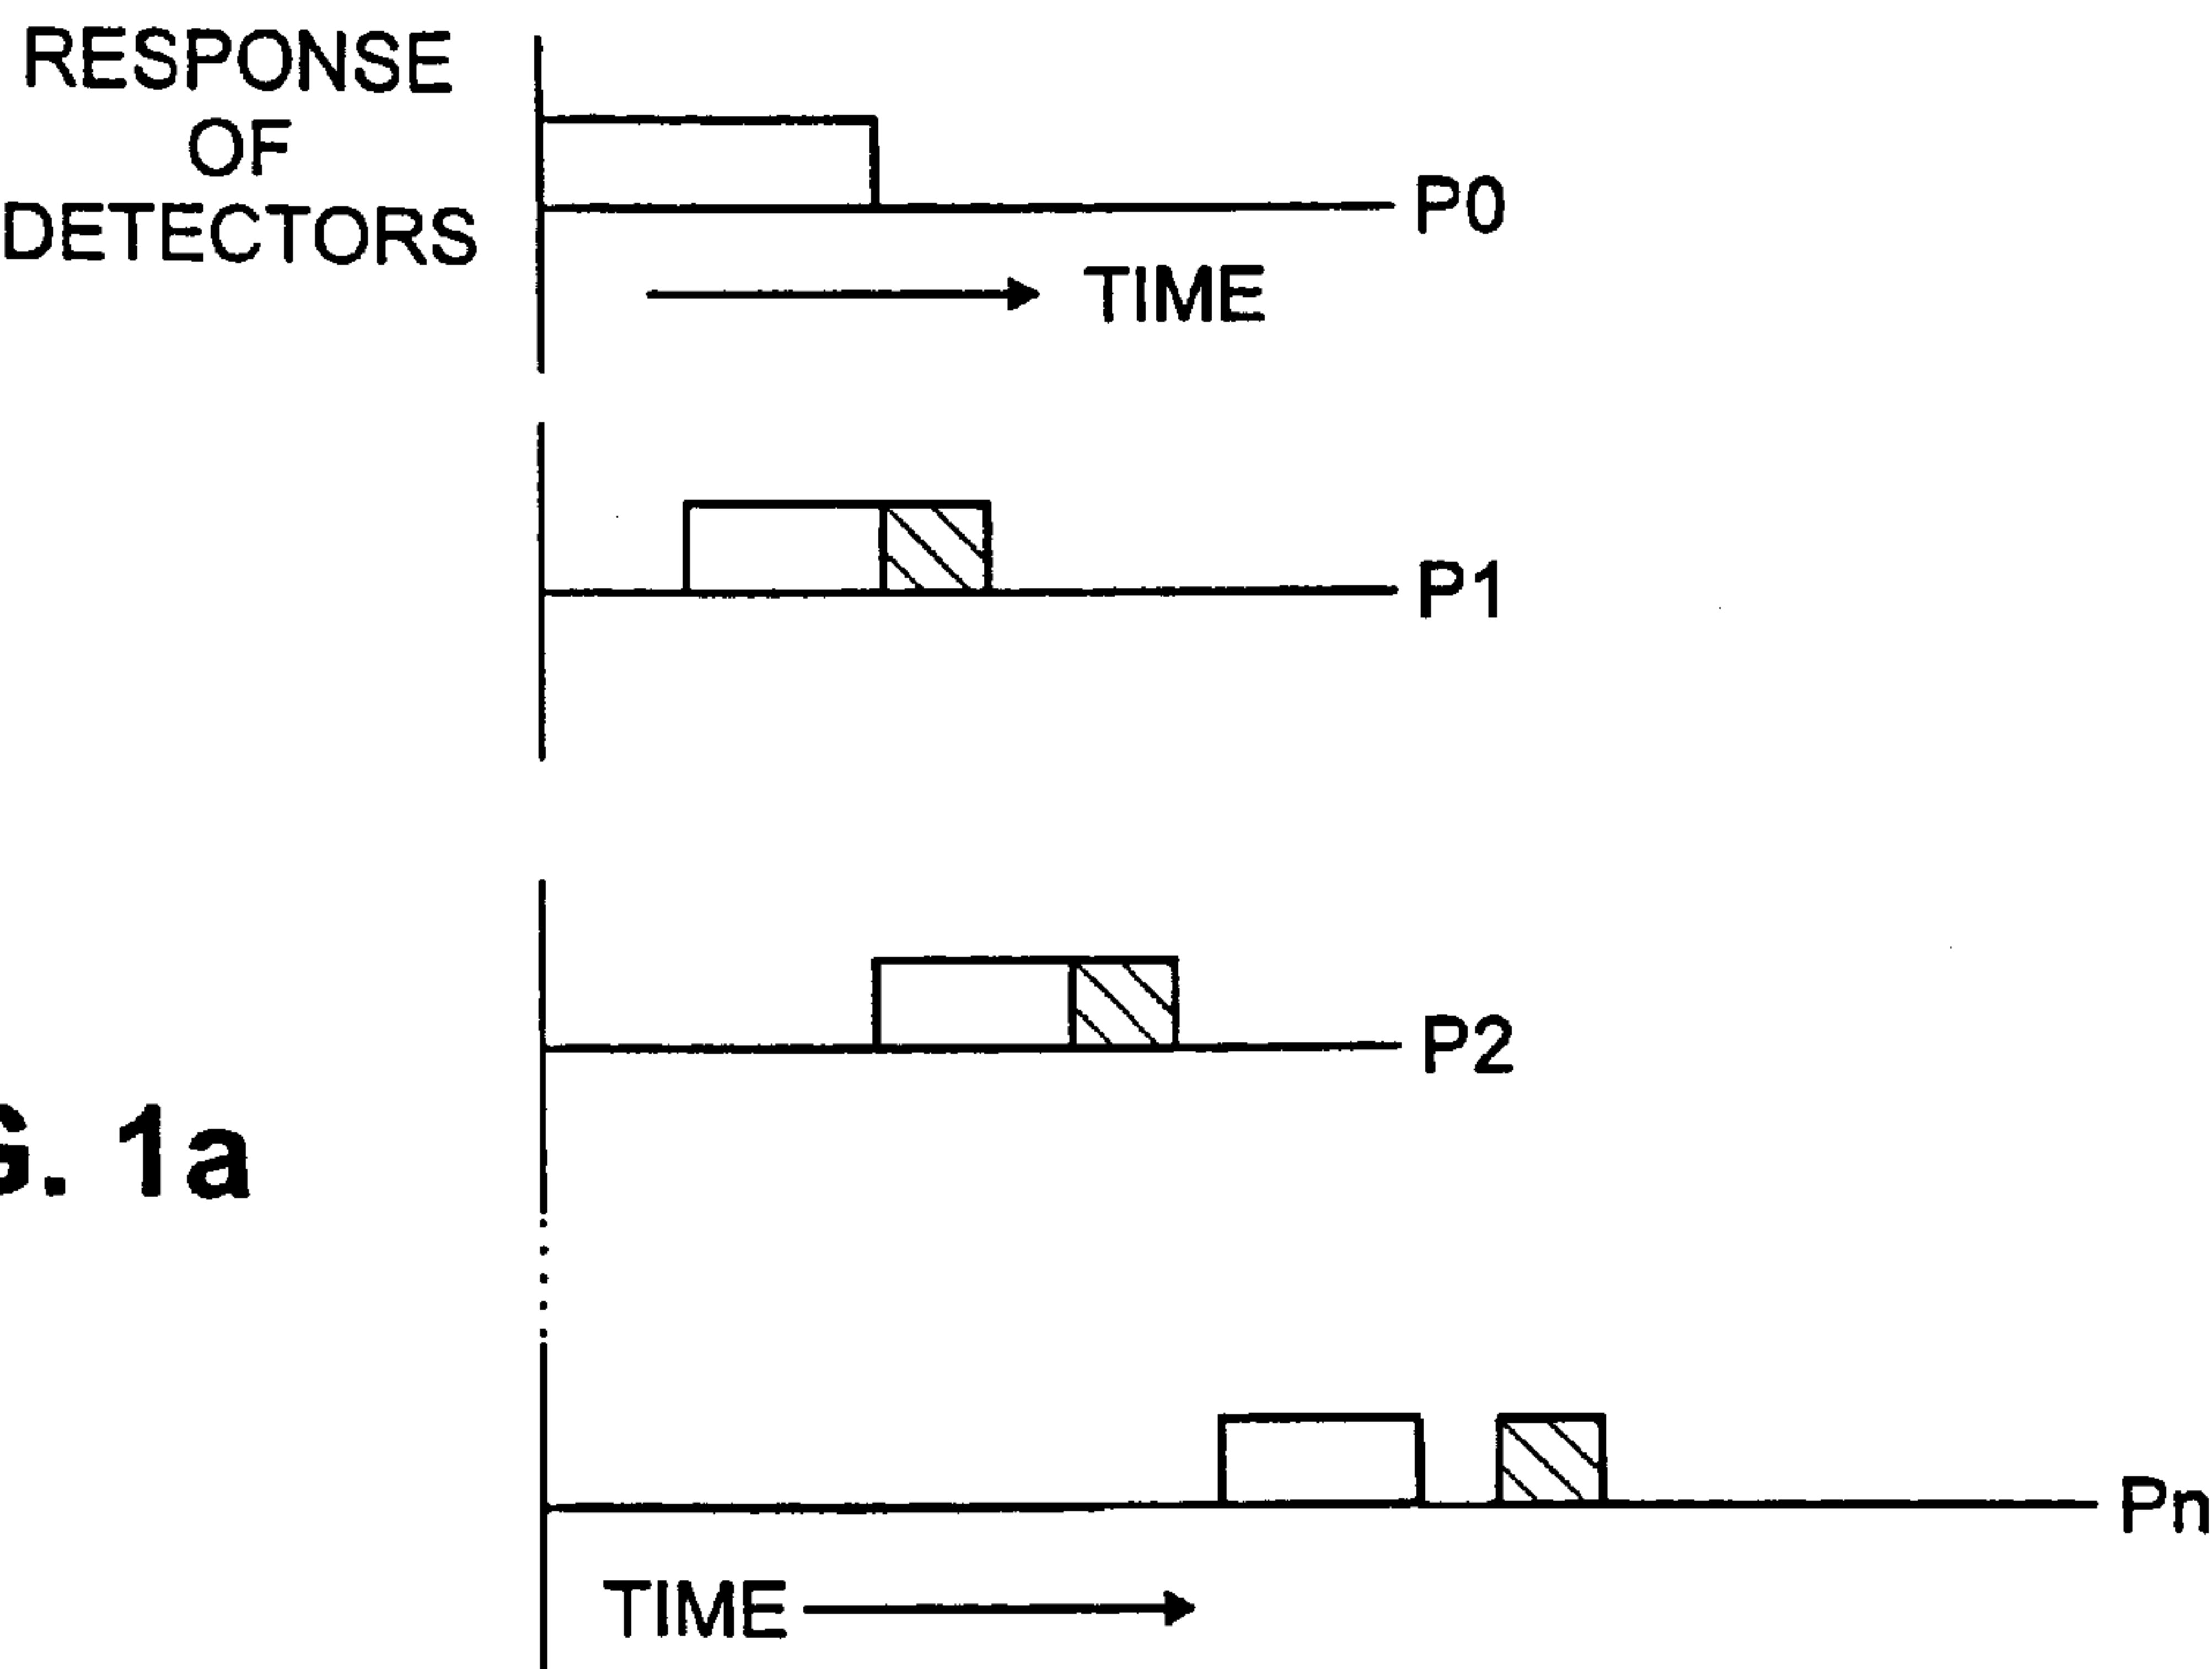 RESPONSE
OF
DETECTORS
P0
TIME
P1
P2
G. 1a
Pn
TIME